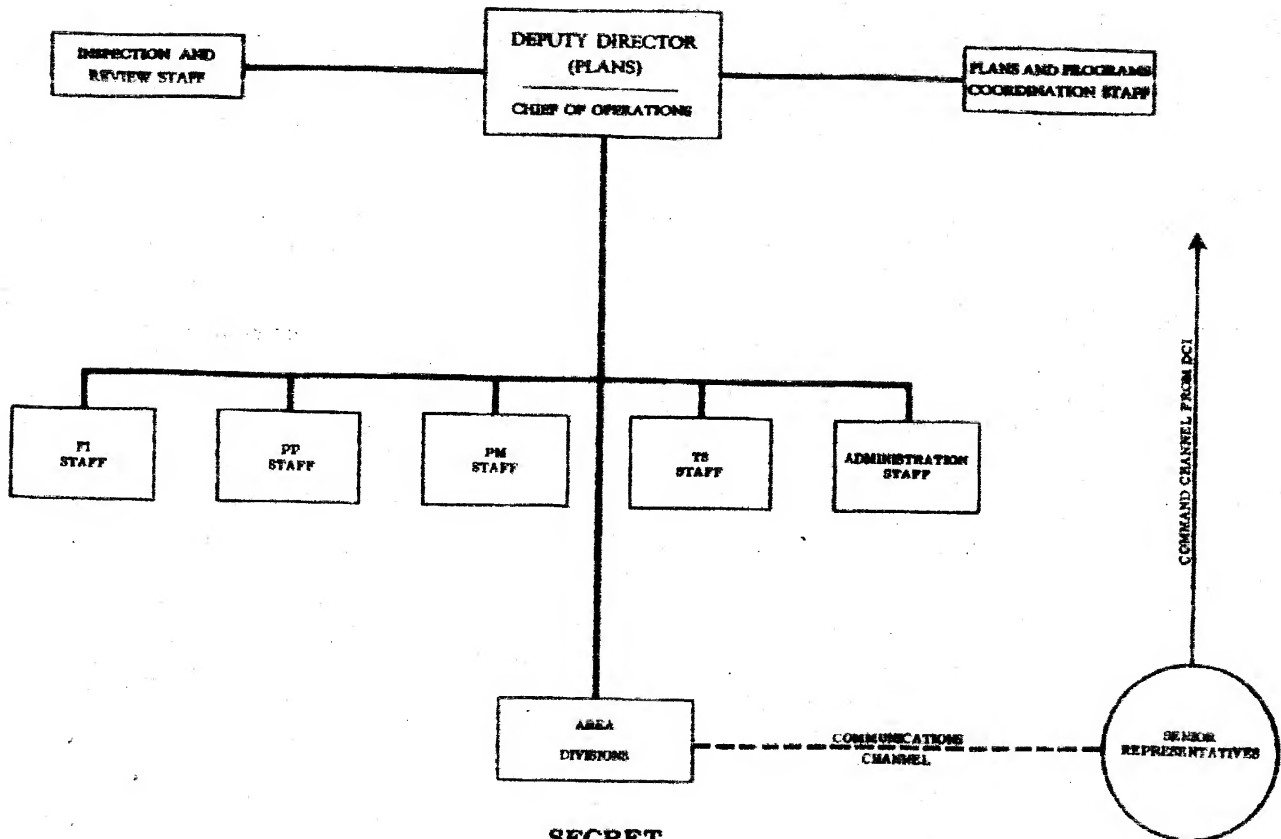 INSPECTION AND
REVIEW STAFF
DEPUTY DIRECTOR
(PLANS)
CHIEF OF OPERATIONS
PLANS AND PROGRAMS
COORDINATION STAFF
FI
STAFF
PP
STAFF
PM
STAFF
TS
STAFF
ADMINISTRATION
STAFF
COMMAND CHANNEL FROM DCI
AREA
DIVISIONS
COMMUNICATIONS
CHANNEL
SENIOR
REPRESENTATIVES
SECRET